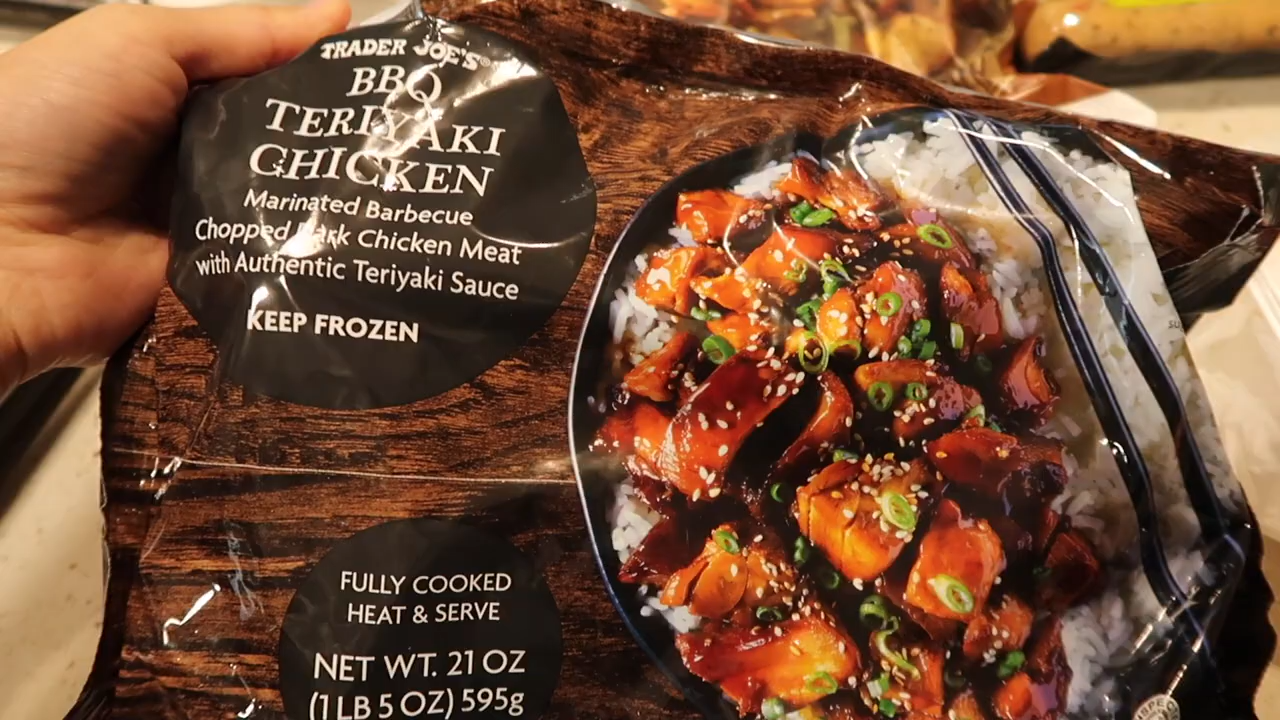 TRADER JOE'S®
BBQ
TERIYAKI
CHICKEN
Marinated Barbecue
Chopped Dark Chicken Meat
with Authentic Teriyaki Sauce
KEEP FROZEN
FULLY COOKED
HEAT & SERVE
NET WT. 21 OZ
(1 LB 5 OZ) 595g